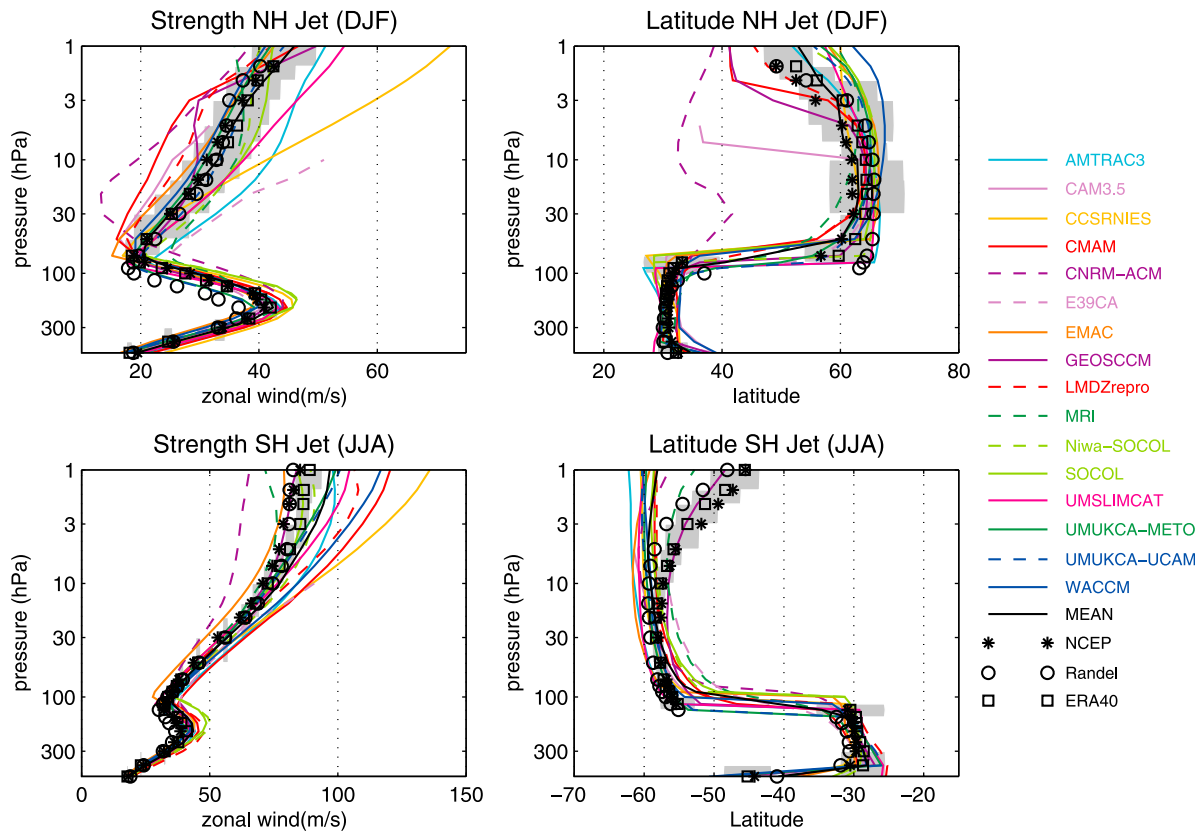 Strength NH Jet (DJF)
Latitude NH Jet (DJF)
1
3
10
30
100
300
pressure (hPa)
20
40
60
zonal wind(m/s)
1
3
10
30
100
300
pressure (hPa)
20
40
60
80
latitude
Strength SH Jet (JJA)
Latitude SH Jet (JJA)
1
3
10
30
100
300
pressure (hPa)
0
50
100
150
zonal wind(m/s)
1
3
10
30
100
300
pressure (hPa)
−70
−60
−50
−40
−30
−20
Latitude
AMTRAC3
CAM3.5
CCSRNIES
CMAM
CNRM−ACM
E39CA
EMAC
GEOSCCM
LMDZrepro
MRI
Niwa−SOCOL
SOCOL
UMSLIMCAT
UMUKCA−METO
UMUKCA−UCAM
WACCM
MEAN
NCEP
Randel
ERA40